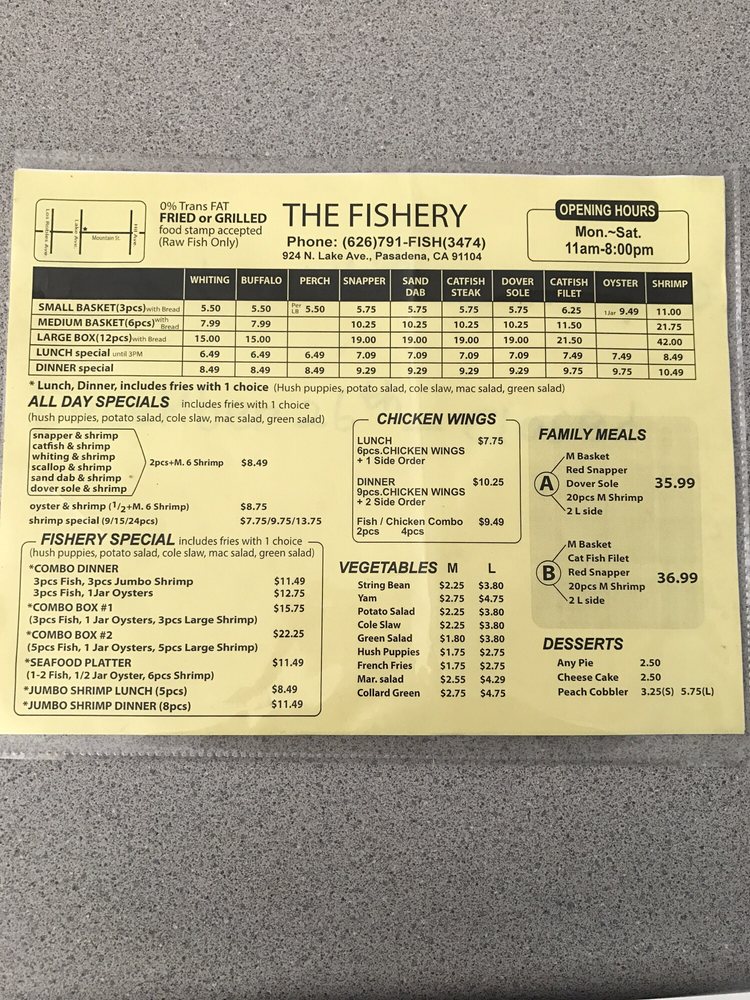 Los Robles Ave
Lake Ave.
Mountain St.
Hill Ave.
0% Trans FAT
FRIED or GRILLED
food stamp accepted
(Raw Fish Only)
THE FISHERY
Phone: (626)791-FISH(3474)
924 N. Lake Ave., Pasadena, CA 91104
OPENING HOURS
Mon.~Sat.
11am-8:00pm
WHITING BUFFALO PERCH SNAPPER SAND DAB CATFISH STEAK DOVER SOLE CATFISH FILET OYSTER SHRIMP
SMALL BASKET(3pcs)with Bread 5.50 5.50 Per LB 5.50 5.75 5.75 5.75 5.75 6.25 1Jar 9.49 11.00
MEDIUM BASKET(6pcs)with Bread 7.99 7.99 10.25 10.25 10.25 10.25 11.50 21.75
LARGE BOX(12pcs)with Bread 15.00 15.00 19.00 19.00 19.00 19.00 21.50 42.00
LUNCH special until 3PM 6.49 6.49 6.49 7.09 7.09 7.09 7.09 7.49 7.49 8.49
DINNER special 8.49 8.49 8.49 9.29 9.29 9.29 9.29 9.75 9.75 10.49
* Lunch, Dinner, includes fries with 1 choice (Hush puppies, potato salad, cole slaw, mac salad, green salad)
ALL DAY SPECIALS includes fries with 1 choice
(hush puppies, potato salad, cole slaw, mac salad, green salad)
snapper & shrimp
catfish & shrimp
whiting & shrimp
scallop & shrimp
sand dab & shrimp
dover sole & shrimp
2pcs+M. 6 Shrimp $8.49
oyster & shrimp (1/2+M. 6 Shrimp) $8.75
shrimp special (9/15/24pcs) $7.75/9.75/13.75
FISHERY SPECIAL includes fries with 1 choice
(hush puppies, potato salad, cole slaw, mac salad, green salad)
*COMBO DINNER
3pcs Fish, 3pcs Jumbo Shrimp $11.49
3pcs Fish, 1Jar Oysters $12.75
*COMBO BOX #1 $15.75
(3pcs Fish, 1 Jar Oysters, 3pcs Large Shrimp)
*COMBO BOX #2 $22.25
(5pcs Fish, 1 Jar Oysters, 5pcs Large Shrimp)
*SEAFOOD PLATTER $11.49
(1-2 Fish, 1/2 Jar Oyster, 6pcs Shrimp)
*JUMBO SHRIMP LUNCH (5pcs) $8.49
*JUMBO SHRIMP DINNER (8pcs) $11.49
CHICKEN WINGS
LUNCH $7.75
6pcs.CHICKEN WINGS
+ 1 Side Order
DINNER $10.25
9pcs.CHICKEN WINGS
+ 2 Side Order
Fish / Chicken Combo $9.49
2pcs 4pcs
VEGETABLES M L
String Bean $2.25 $3.80
Yam $2.75 $4.75
Potato Salad $2.25 $3.80
Cole Slaw $2.25 $3.80
Green Salad $1.80 $3.80
Hush Puppies $1.75 $2.75
French Fries $1.75 $2.75
Mar. salad $2.55 $4.29
Collard Green $2.75 $4.75
FAMILY MEALS
A
M Basket
Red Snapper
Dover Sole
20pcs M Shrimp
2 L side
35.99
B
M Basket
Cat Fish Filet
Red Snapper
20pcs M Shrimp
2 L side
36.99
DESSERTS
Any Pie 2.50
Cheese Cake 2.50
Peach Cobbler 3.25(S) 5.75(L)